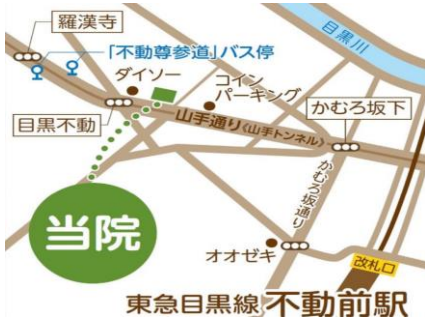 羅漢寺
目黒川
「不動尊参道」バス停
ダイソー
コイン
パーキング
かむろ坂下
目黒不動
山手通り〈山手トンネル〉
かむろ坂通り
当院
オオゼキ
改札口
東急目黒線 不動前駅